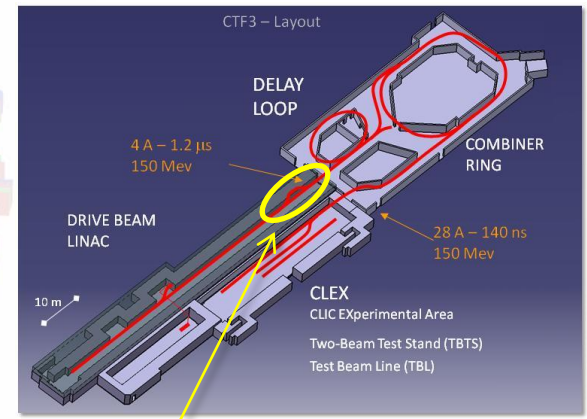 CTF3 – Layout
DELAY
LOOP
4 A – 1.2 µs
150 Mev
COMBINER
RING
DRIVE BEAM
LINAC
28 A – 140 ns
150 Mev
10 m
CLEX
CLIC EXperimental Area
Two-Beam Test Stand (TBTS)
Test Beam Line (TBL)